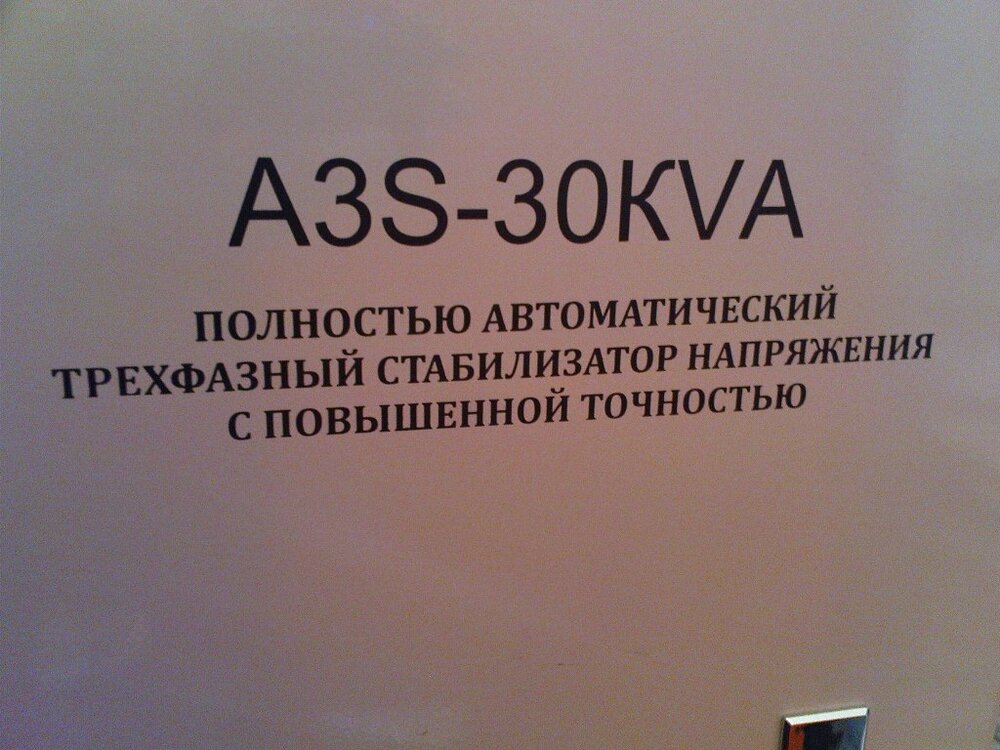 A3S-30KVA
ПОЛНОСТЬЮ АВТОМАТИЧЕСКИЙ
ТРЕХФАЗНЫЙ СТАБИЛИЗАТОР НАПРЯЖЕНИЯ
С ПОВЫШЕННОЙ ТОЧНОСТЬЮ